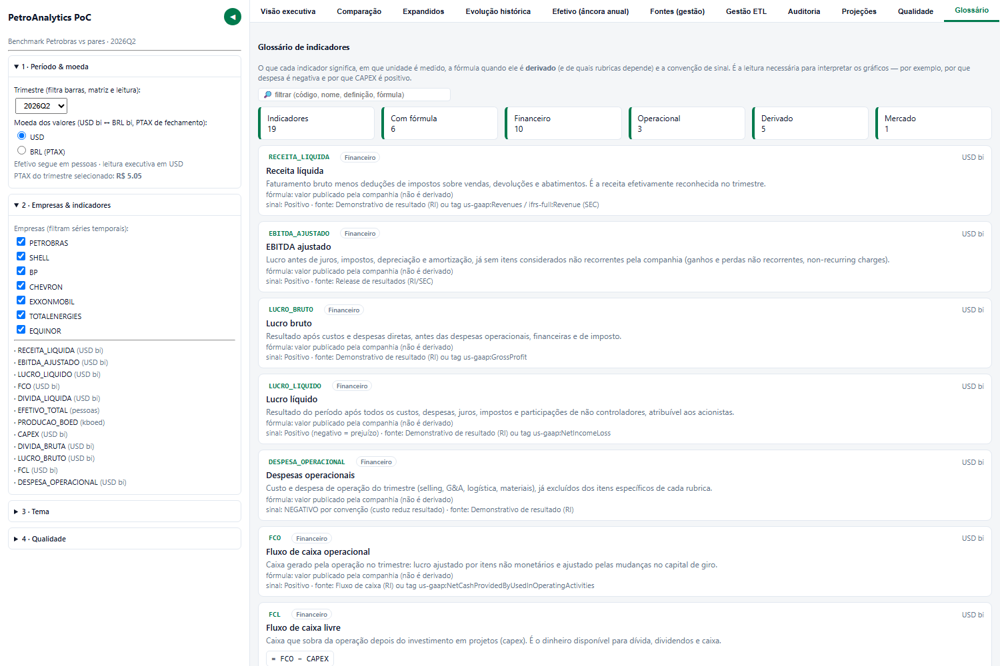 PetroAnalytics PoC
◀
Benchmark Petrobras vs pares · 2026Q2
▼ 1 · Período & moeda
Trimestre (filtra barras, matriz e leitura):
2026Q2
Moeda dos valores (USD bi ↔ BRL bi, PTAX de fechamento):
USD
BRL (PTAX)
Efetivo segue em pessoas · leitura executiva em USD
PTAX do trimestre selecionado: R$ 5.05
▼ 2 · Empresas & indicadores
Empresas (filtram séries temporais):
PETROBRAS
SHELL
BP
CHEVRON
EXXONMOBIL
TOTALENERGIES
EQUINOR
· RECEITA_LIQUIDA (USD bi)
· EBITDA_AJUSTADO (USD bi)
· LUCRO_LIQUIDO (USD bi)
· FCO (USD bi)
· DIVIDA_LIQUIDA (USD bi)
· EFETIVO_TOTAL (pessoas)
· PRODUCAO_BOED (kboed)
· CAPEX (USD bi)
· DIVIDA_BRUTA (USD bi)
· LUCRO_BRUTO (USD bi)
· FCL (USD bi)
· DESPESA_OPERACIONAL (USD bi)
▶ 3 · Tema
▶ 4 · Qualidade
Visão executiva Comparação Expandidos Evolução histórica Efetivo (âncora anual) Fontes (gestão) Gestão ETL Auditoria Projeções Qualidade Glossário
Glossário de indicadores
O que cada indicador significa, em que unidade é medido, a fórmula quando ele é derivado (e de quais rubricas depende) e a convenção de sinal. É a leitura necessária para interpretar os gráficos — por exemplo, por que
despesa é negativa e por que CAPEX é positivo.
🔎 filtrar (código, nome, definição, fórmula)
Indicadores Com fórmula Financeiro Operacional Derivado Mercado
19 6 10 3 5 1
RECEITA_LIQUIDA Financeiro USD bi
Receita líquida
Faturamento bruto menos deduções de impostos sobre vendas, devoluções e abatimentos. É a receita efetivamente reconhecida no trimestre.
fórmula: valor publicado pela companhia (não é derivado)
sinal: Positivo · fonte: Demonstrativo de resultado (RI) ou tag us-gaap:Revenues / ifrs-full:Revenue (SEC)
EBITDA_AJUSTADO Financeiro USD bi
EBITDA ajustado
Lucro antes de juros, impostos, depreciação e amortização, já sem itens considerados não recorrentes pela companhia (ganhos e perdas não recorrentes, non-recurring charges).
fórmula: valor publicado pela companhia (não é derivado)
sinal: Positivo · fonte: Release de resultados (RI/SEC)
LUCRO_BRUTO Financeiro USD bi
Lucro bruto
Resultado após custos e despesas diretas, antes das despesas operacionais, financeiras e de imposto.
fórmula: valor publicado pela companhia (não é derivado)
sinal: Positivo · fonte: Demonstrativo de resultado (RI) ou tag us-gaap:GrossProfit
LUCRO_LIQUIDO Financeiro USD bi
Lucro líquido
Resultado do período após todos os custos, despesas, juros, impostos e participações de não controladores, atribuível aos acionistas.
fórmula: valor publicado pela companhia (não é derivado)
sinal: Positivo (negativo = prejuízo) · fonte: Demonstrativo de resultado (RI) ou tag us-gaap:NetIncomeLoss
DESPESA_OPERACIONAL Financeiro USD bi
Despesas operacionais
Custo e despesa de operação do trimestre (selling, G&A, logística, materiais), já excluídos dos itens específicos de cada rubrica.
fórmula: valor publicado pela companhia (não é derivado)
sinal: NEGATIVO por convenção (custo reduz resultado) · fonte: Demonstrativo de resultado (RI)
FCO Financeiro USD bi
Fluxo de caixa operacional
Caixa gerado pela operação no trimestre: lucro ajustado por itens não monetários e ajustado pelas mudanças no capital de giro.
fórmula: valor publicado pela companhia (não é derivado)
sinal: Positivo · fonte: Fluxo de caixa (RI) ou tag us-gaap:NetCashProvidedByUsedInOperatingActivities
FCL Financeiro USD bi
Fluxo de caixa livre
Caixa que sobra da operação depois do investimento em projetos (capex). É o dinheiro disponível para dívida, dividendos e caixa.
= FCO − CAPEX